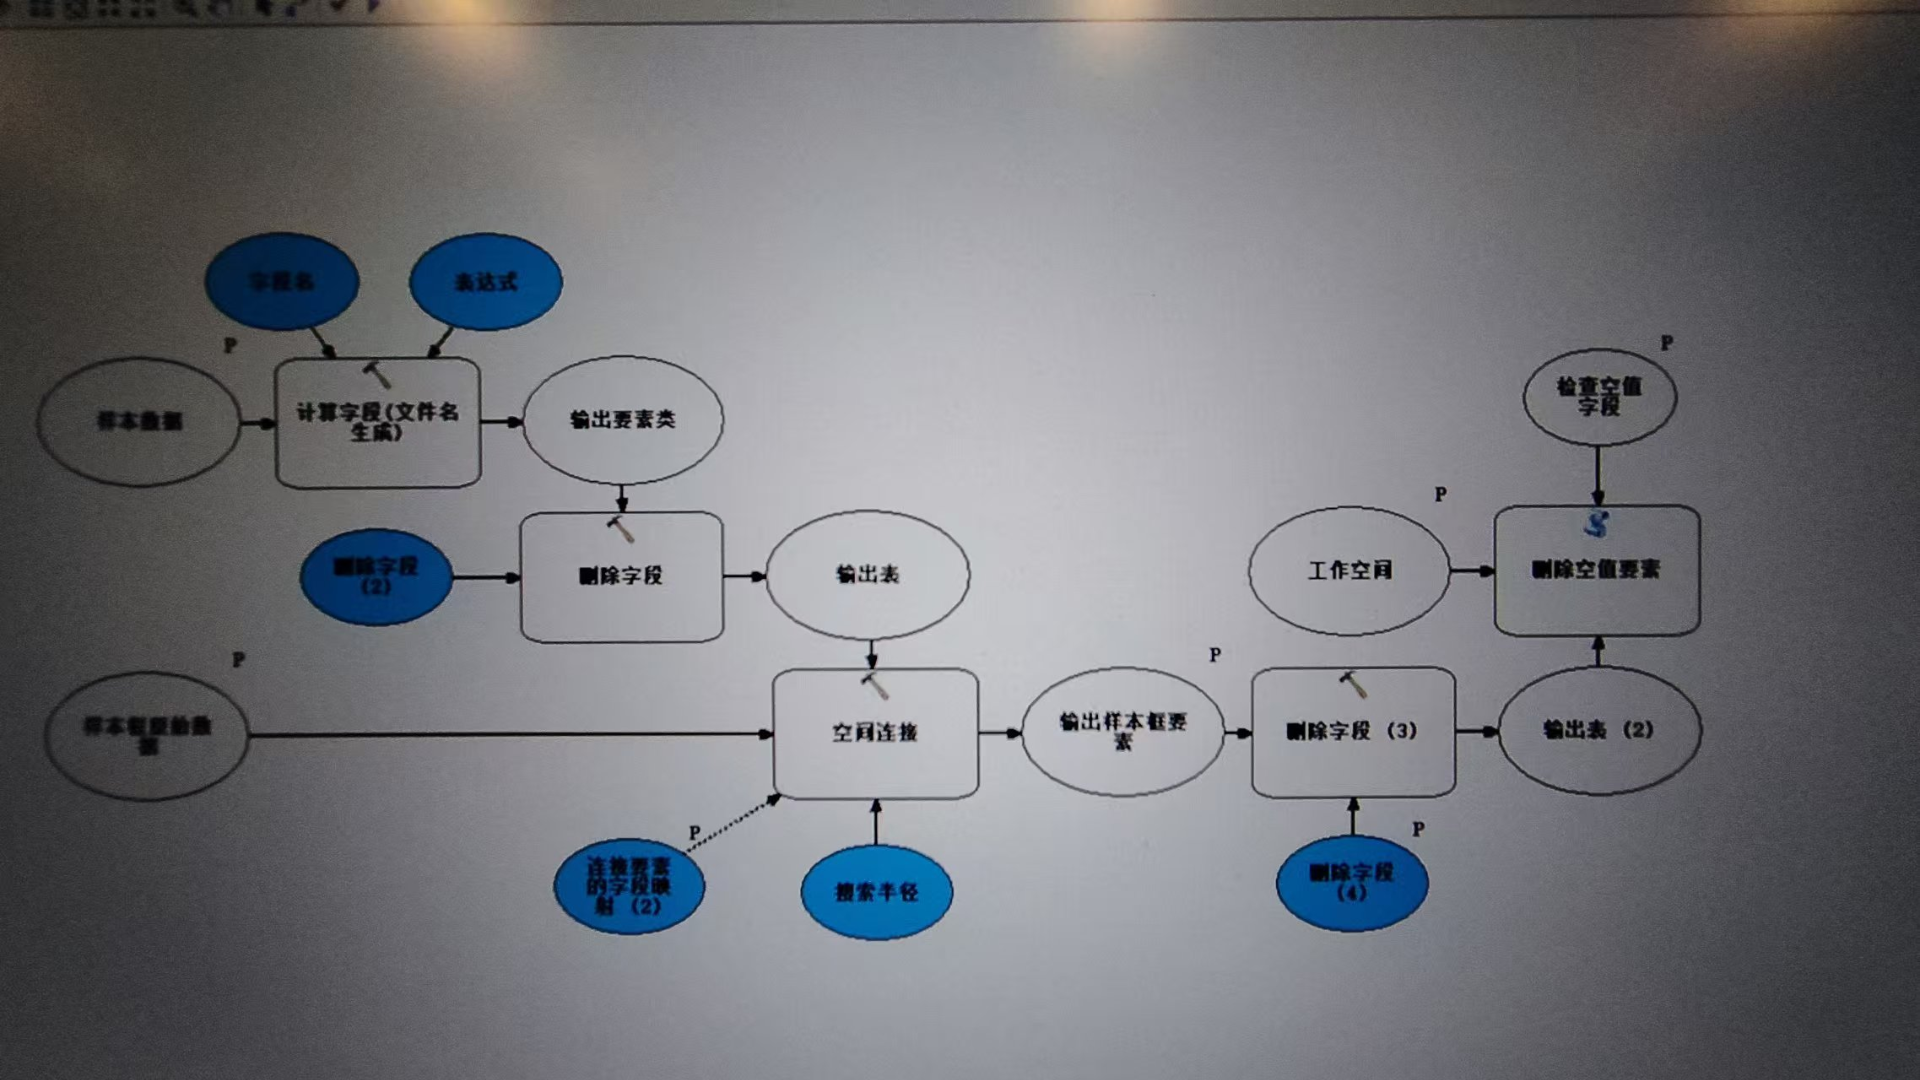 字段名
表达式
P
样本数据
计算字段(文件名
生成)
输出要素类
P
检查空值
字段
删除字段
(2)
删除字段
输出表
P
工作空间
删除空值要素
P
样本框原始数
据
空间连接
P
输出样本框要
素
删除字段 (3)
输出表 (2)
P
连接要素
的字段映
射 (2)
搜索半径
P
删除字段
(4)